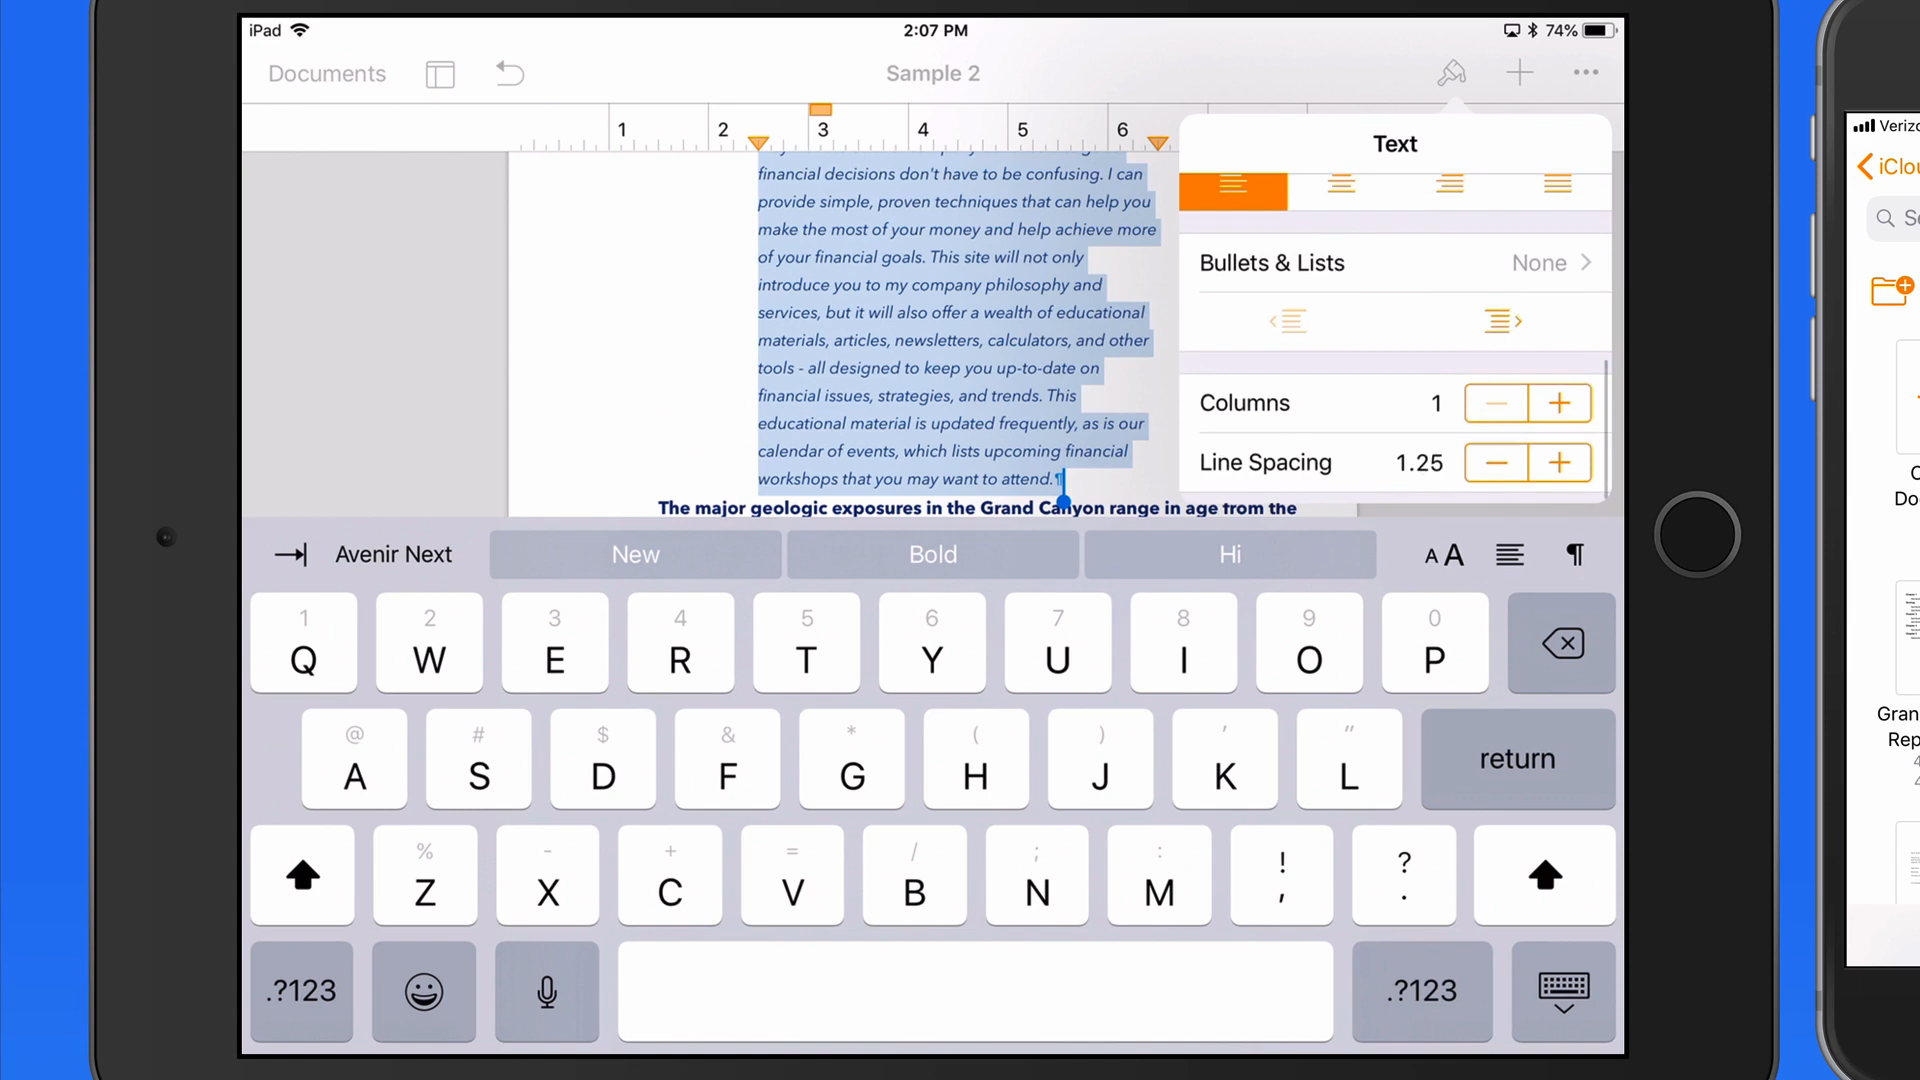 iPad
2:07 PM
74%
Documents
Sample 2
1 2 3 4 5 6
financial decisions don't have to be confusing. I can
provide simple, proven techniques that can help you
make the most of your money and help achieve more
of your financial goals. This site will not only
introduce you to my company philosophy and
services, but it will also offer a wealth of educational
materials, articles, newsletters, calculators, and other
tools - all designed to keep you up-to-date on
financial issues, strategies, and trends. This
educational material is updated frequently, as is our
calendar of events, which lists upcoming financial
workshops that you may want to attend.¶
The major geologic exposures in the Grand Canyon range in age from the
Text
Bullets & Lists None
Columns 1 − +
Line Spacing 1.25 − +
Avenir Next New Bold Hi AA ¶
1 2 3 4 5 6 7 8 9 0
Q W E R T Y U I O P
@ # $ & * ( ) ' "
A S D F G H J K L return
% - + = / ; : ! ?
Z X C V B N M , .
.?123 .?123
Verizo
iClou
Se
C
Doc
Gran
Rep
4